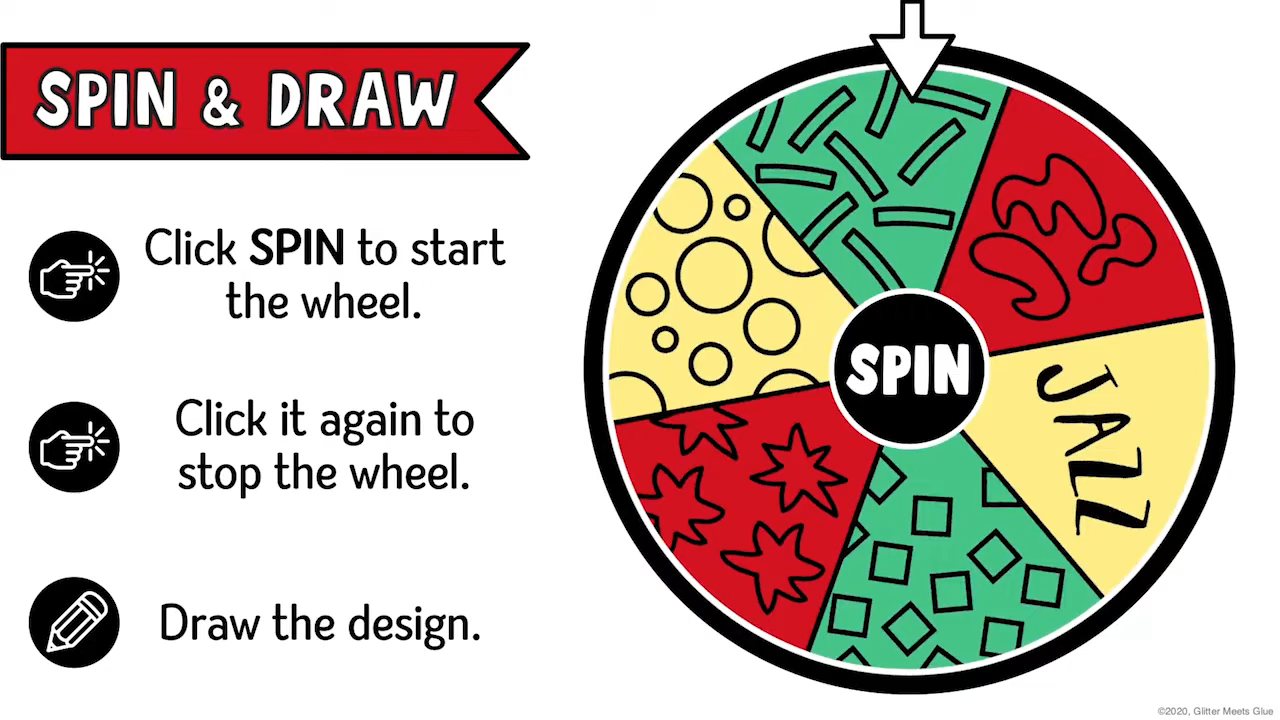 SPIN & DRAW
Click SPIN to start
the wheel.
Click it again to
stop the wheel.
Draw the design.
SPIN
JAZZ
©2020, Glitter Meets Glue